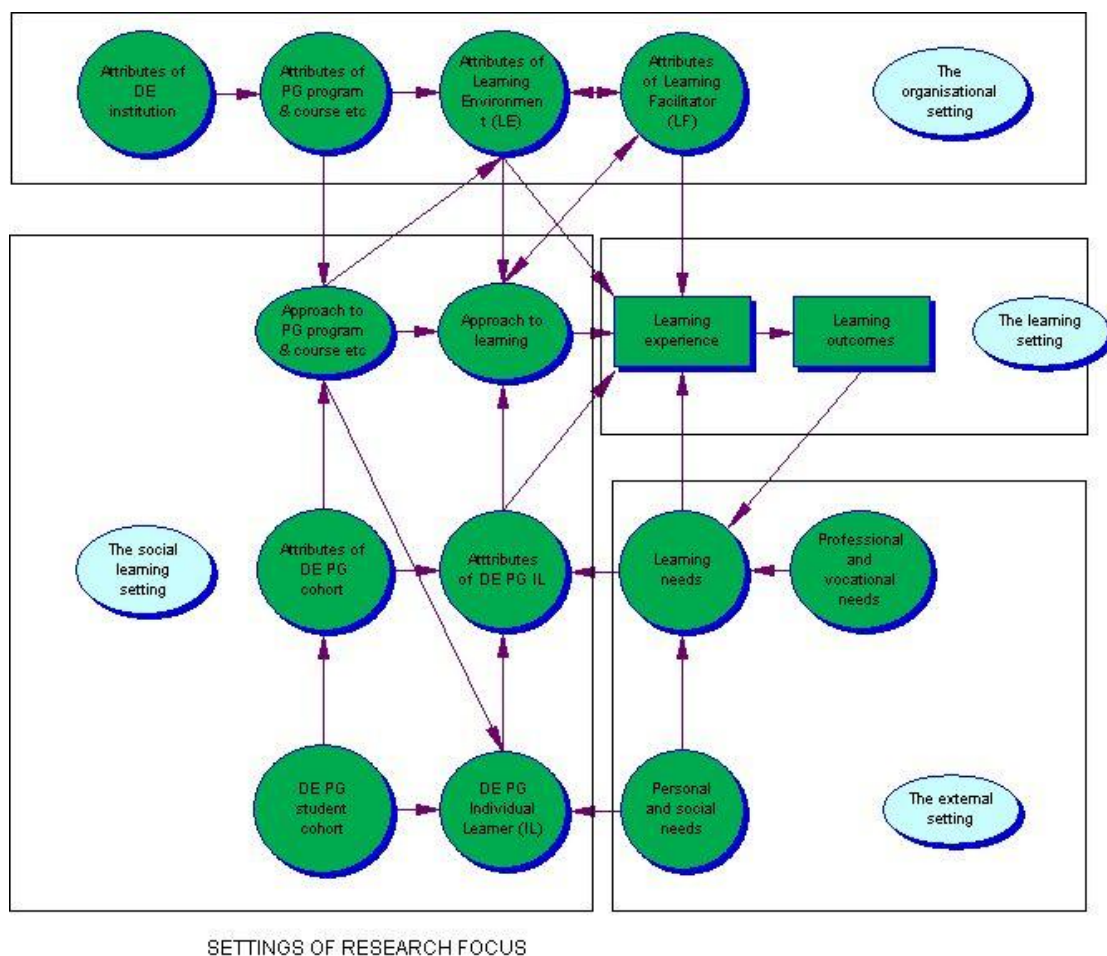 Attributes of
DE
institution
Attributes of
PG program
& course etc
Attributes of
Learning
Environmen
t (LE)
Attributes
of Learning
Facilitator
(LF)
The
organisational
setting
Approach to
PG program
& course etc
Approach to
learning
Learning
experience
Learning
outcomes
The learning
setting
The social
learning
setting
Attributes of
DE PG
cohort
Attributes
of DE PG IL
Learning
needs
Professional
and
vocational
needs
DE PG
student
cohort
DE PG
Individual
Learner (IL)
Personal
and social
needs
The external
setting
SETTINGS OF RESEARCH FOCUS